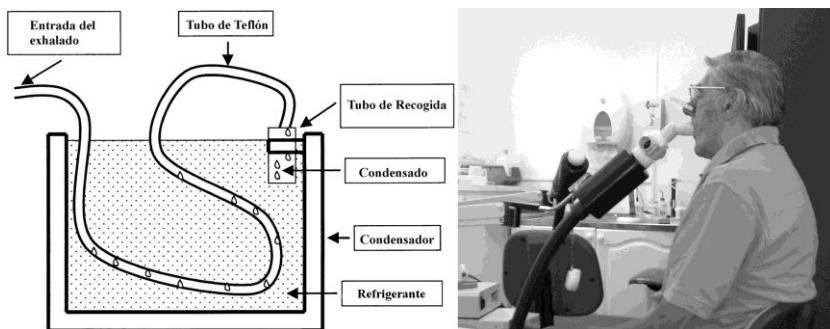 Entrada del
exhalado
Tubo de Teflón
Tubo de Recogida
Condensado
Condensador
Refrigerante